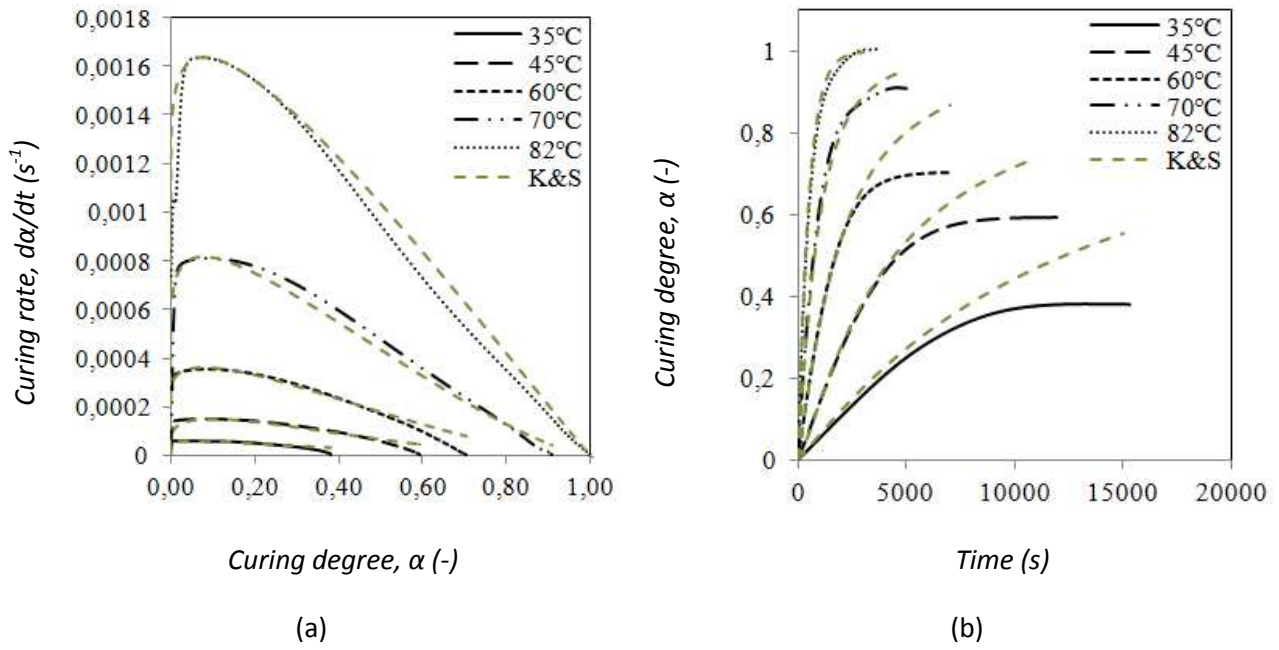 0,0018
0,0016
0,0014
0,0012
0,001
0,0008
0,0006
0,0004
0,0002
0
Curing rate, dα/dt (s⁻¹)
35°C
45°C
60°C
70°C
82°C
K&S
0,00 0,20 0,40 0,60 0,80 1,00
Curing degree, α (-)
(a)
1
0,8
0,6
0,4
0,2
0
Curing degree, α (-)
35°C
45°C
60°C
70°C
82°C
K&S
0 5000 10000 15000 20000
Time (s)
(b)